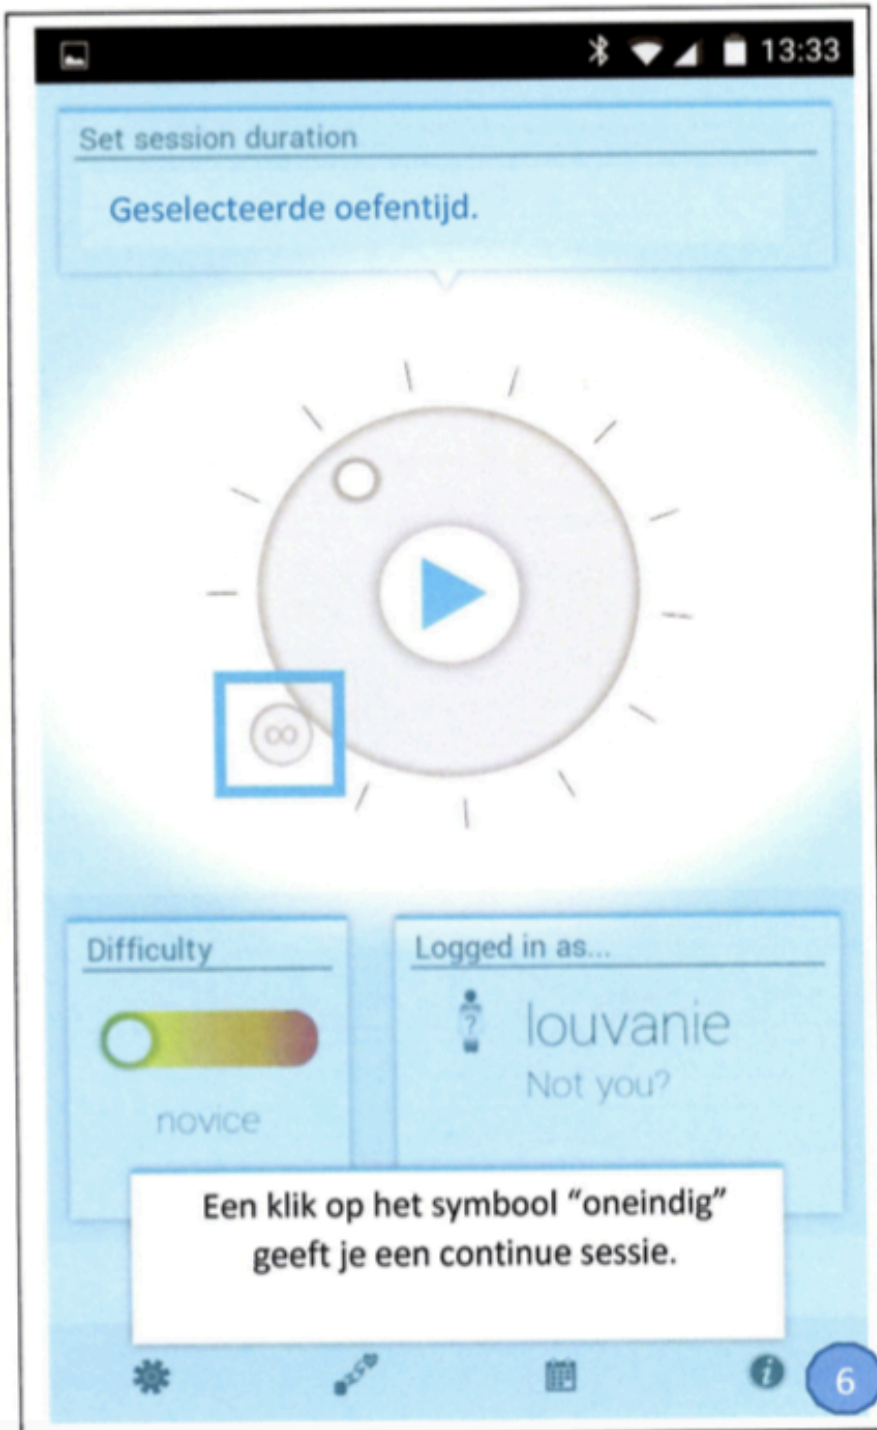 13:33
Set session duration
Geselecteerde oefentijd.
∞
Difficulty
Logged in as...
?
louvanie
Not you?
novice
Een klik op het symbool “oneindig”
geeft je een continue sessie.
6